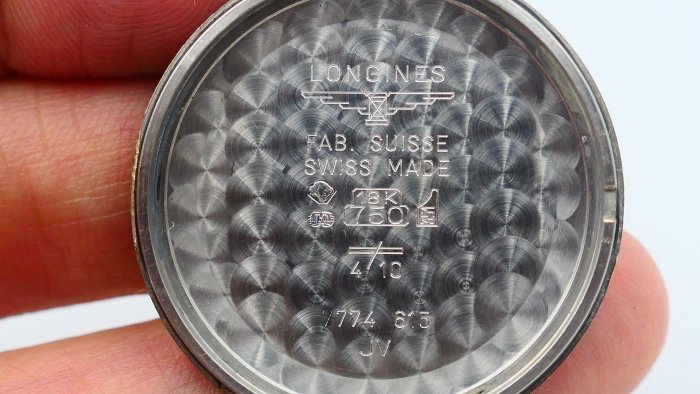 LONGINES
FAB. SUISSE
SWISS MADE
18K
750
4/10
7774 615
JV